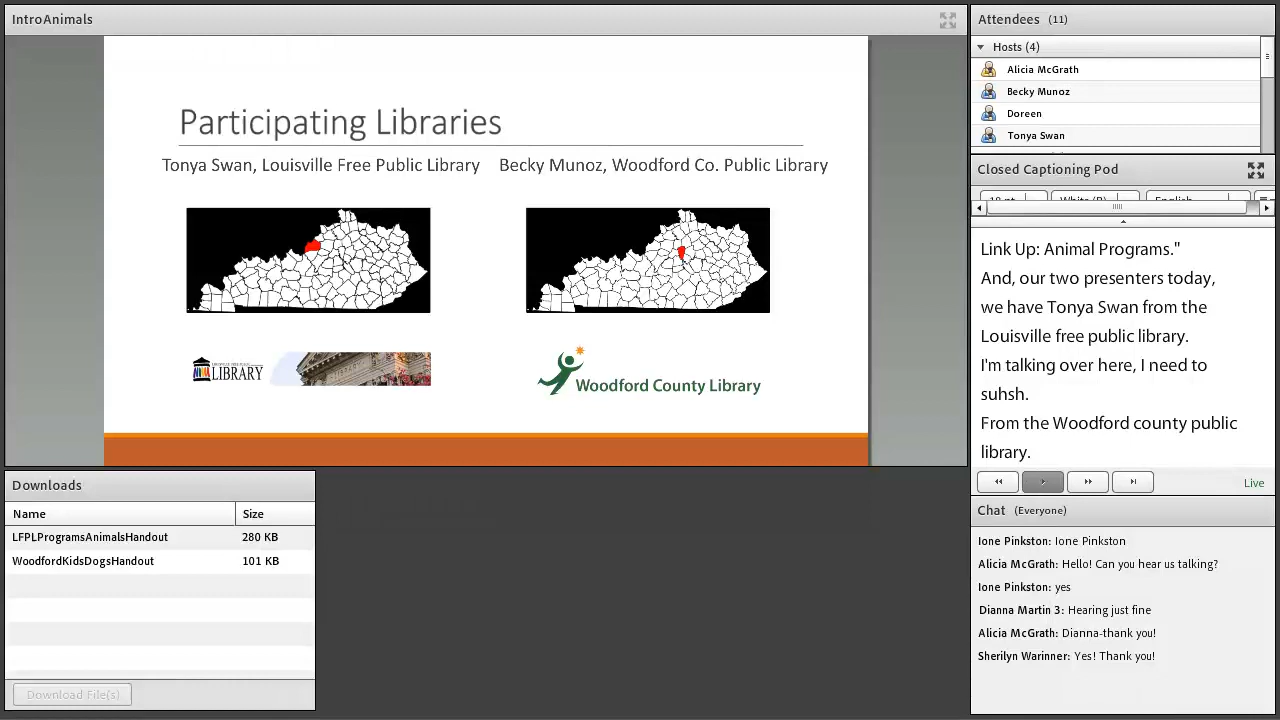 IntroAnimals
Participating Libraries
Tonya Swan, Louisville Free Public Library
Becky Munoz, Woodford Co. Public Library
LIBRARY
Woodford County Library
Downloads
Name Size
LFPLProgramsAnimalsHandout 280 KB
WoodfordKidsDogsHandout 101 KB
Download File(s)
Attendees (11)
Hosts (4)
Alicia McGrath
Becky Munoz
Doreen
Tonya Swan
Closed Captioning Pod
Link Up: Animal Programs."
And, our two presenters today,
we have Tonya Swan from the
Louisville free public library.
I'm talking over here, I need to
suhsh.
From the Woodford county public
library.
Live
Chat (Everyone)
Ione Pinkston: Ione Pinkston
Alicia McGrath: Hello! Can you hear us talking?
Ione Pinkston: yes
Dianna Martin 3: Hearing just fine
Alicia McGrath: Dianna-thank you!
Sherilyn Warinner: Yes! Thank you!